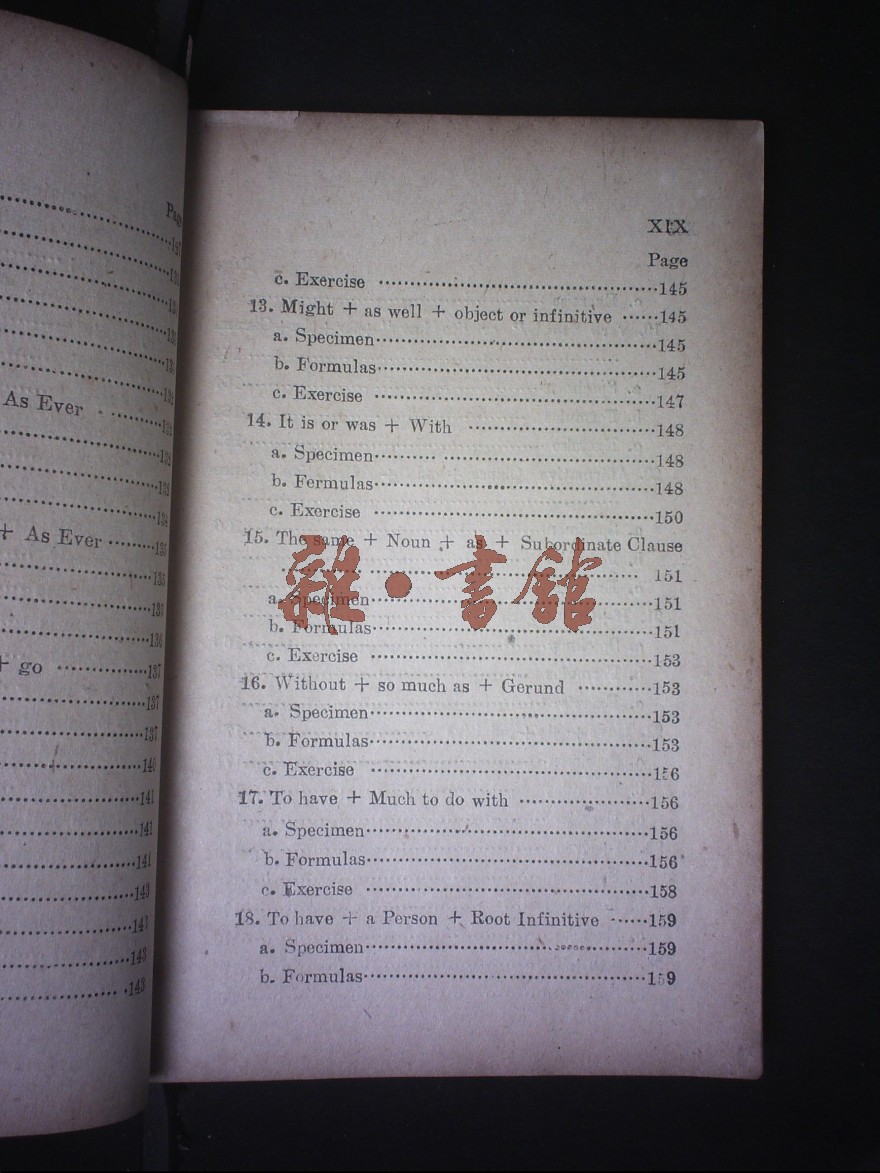 As Ever
+ As Ever ········135
+ go ···············137
XIX
Page
c. Exercise ············································145
13. Might + as well + object or infinitive ······145
a. Specimen············································145
b. Formulas············································145
c. Exercise ············································147
14. It is or was + With ······························148
a. Specimen·········· ·································148
b. Fermulas············································148
c. Exercise ············································150
15. The same + Noun + as + Subordinate Clause
························································ 151
a. Specimen············································151
b. Formulas············································151
c. Exercise ············································153
16. Without + so much as + Gerund ············153
a. Specimen············································153
b. Formulas············································153
c. Exercise ············································156
17. To have + Much to do with ·····················156
a. Specimen············································156
b. Formulas············································156
c. Exercise ············································158
18. To have + a Person + Root Infinitive ······159
a. Specimen············································159
b. Formulas············································159
雜·書館